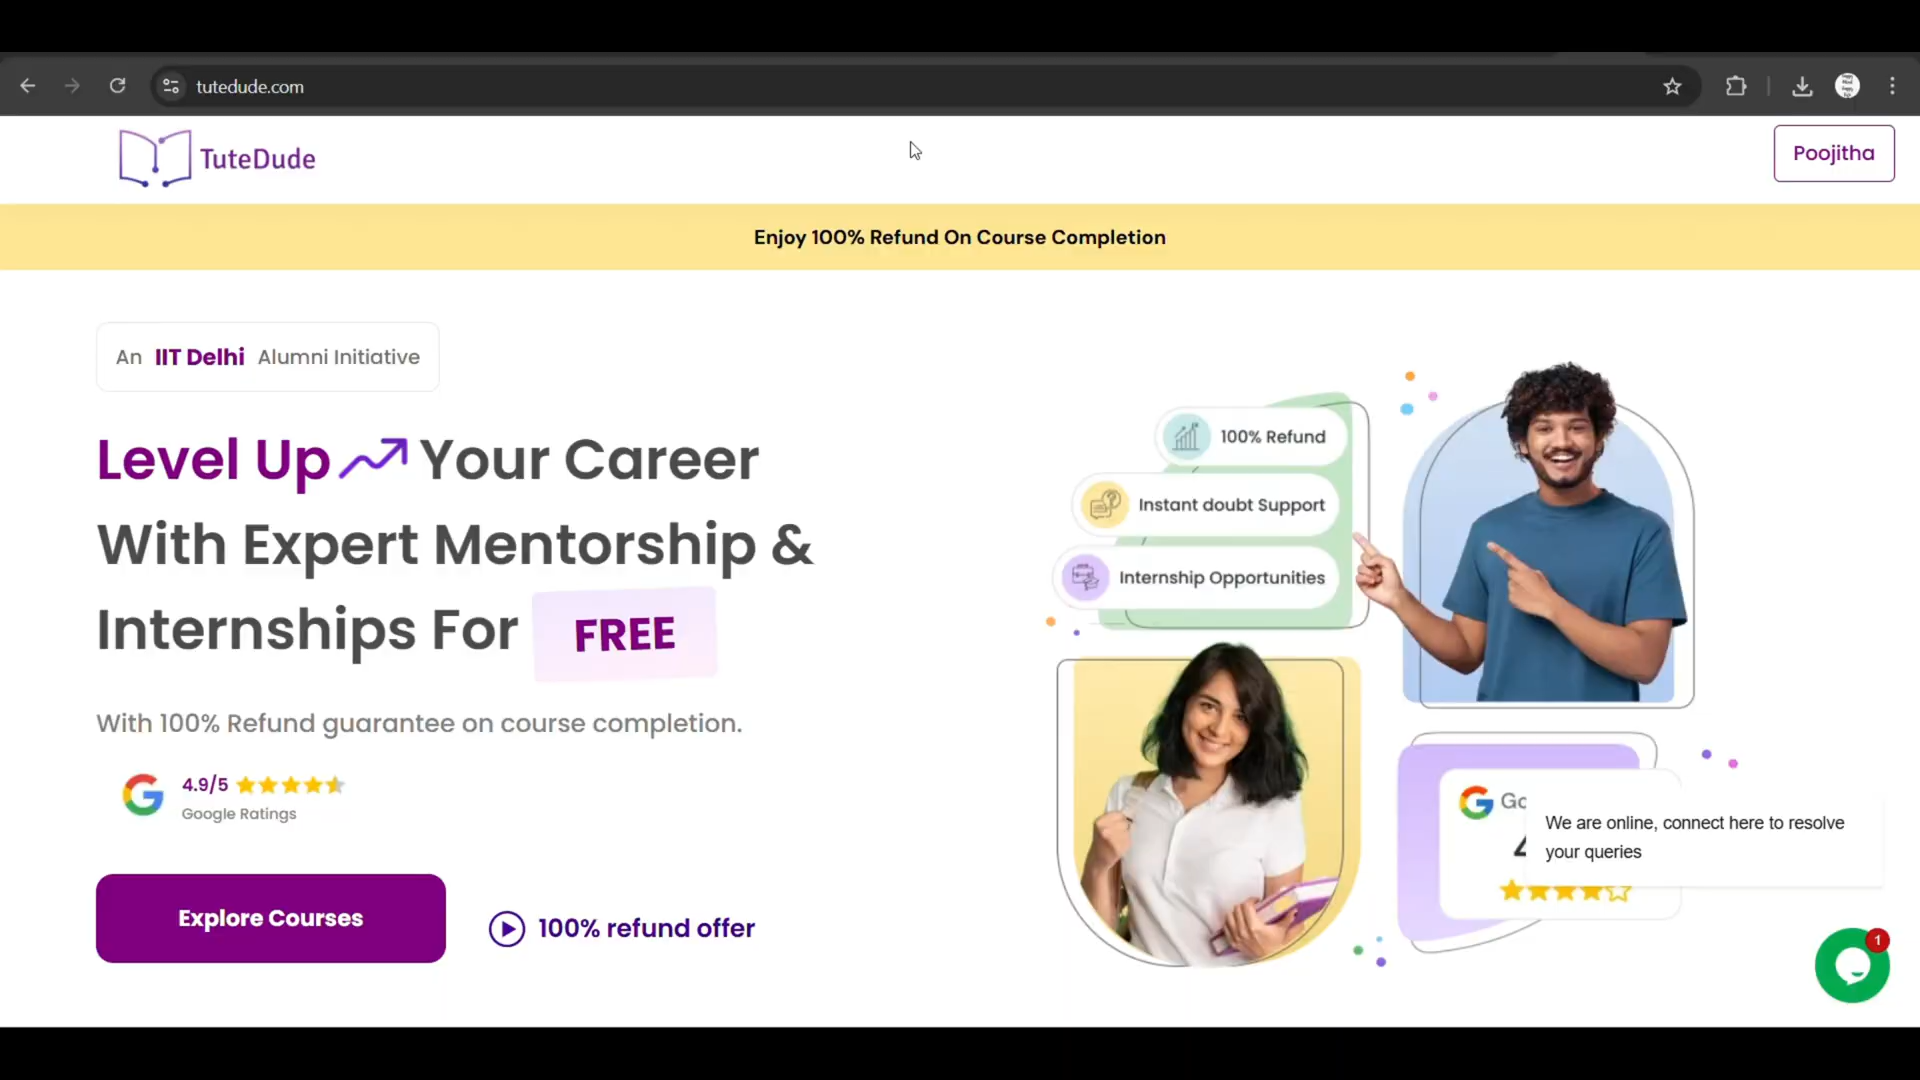 tutedude.com
TuteDude
Poojitha
Enjoy 100% Refund On Course Completion
An IIT Delhi Alumni Initiative
Level Up Your Career
With Expert Mentorship &
Internships For FREE
With 100% Refund guarantee on course completion.
4.9/5
Google Ratings
Explore Courses
100% refund offer
100% Refund
Instant doubt Support
Internship Opportunities
We are online, connect here to resolve
your queries
1